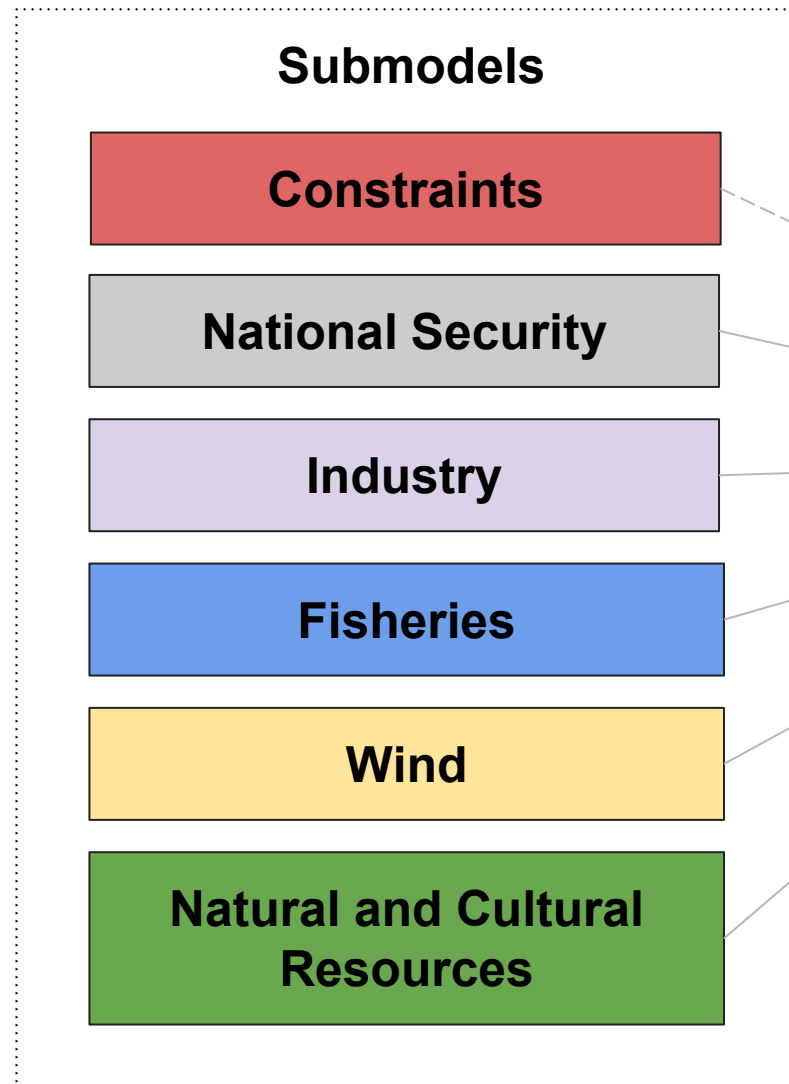 Submodels
Constraints
National Security
Industry
Fisheries
Wind
Natural and Cultural
Resources